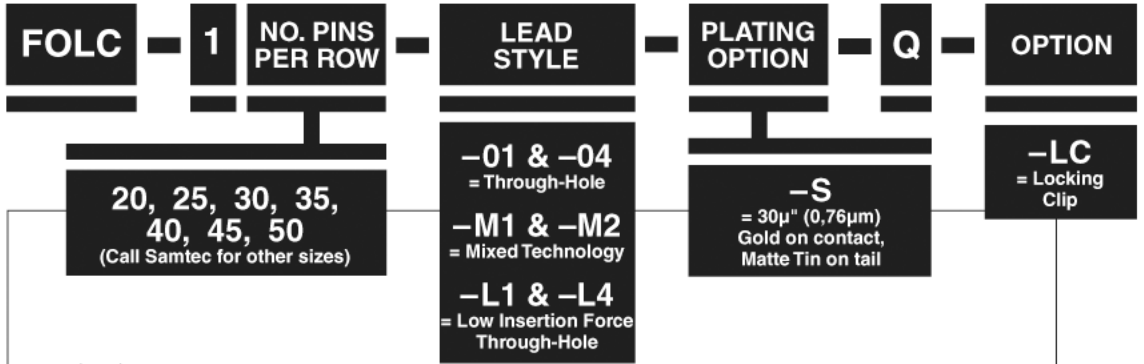 FOLC
1
NO. PINS
PER ROW
LEAD
STYLE
PLATING
OPTION
Q
OPTION
20, 25, 30, 35,
40, 45, 50
(Call Samtec for other sizes)
–01 & –04
= Through-Hole
–M1 & –M2
= Mixed Technology
–L1 & –L4
= Low Insertion Force
Through-Hole
–S
= 30µ" (0,76µm)
Gold on contact,
Matte Tin on tail
–LC
= Locking
Clip